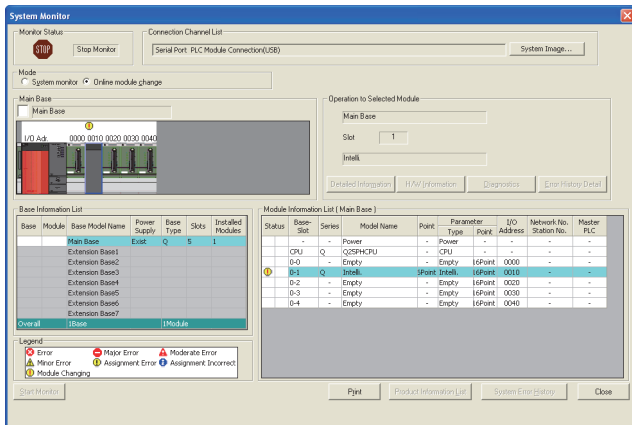 System Monitor
Monitor Status
STOP
Stop Monitor
Connection Channel List
Serial Port PLC Module Connection(USB)
System Image...
Mode
System monitor
Online module change
Main Base
Main Base
I/O Adr. 0000 0010 0020 0030 0040
Operation to Selected Module
Main Base
Slot 1
Intelli.
Detailed Information
H/W Information
Diagnostics
Error History Detail
Base Information List
Base Module Base Model Name Power Supply Base Type Slots Installed Modules
Main Base Exist Q 5 1
Extension Base1
Extension Base2
Extension Base3
Extension Base4
Extension Base5
Extension Base6
Extension Base7
Overall 1Base 1Module
Module Information List ( Main Base )
Status Base-Slot Series Model Name Point Parameter Type Point I/O Address Network No. Station No. Master PLC
- - Power - Power - - - -
CPU Q Q25PHCPU - CPU - - - -
0-0 - Empty - Empty 16Point 0000 - -
0-1 Q Intelli. 5Point Intelli. 16Point 0010 - -
0-2 - Empty - Empty 16Point 0020 - -
0-3 - Empty - Empty 16Point 0030 - -
0-4 - Empty - Empty 16Point 0040 - -
Legend
Error
Major Error
Moderate Error
Minor Error
Assignment Error
Assignment Incorrect
Module Changing
Start Monitor
Print
Product Information List
System Error History
Close